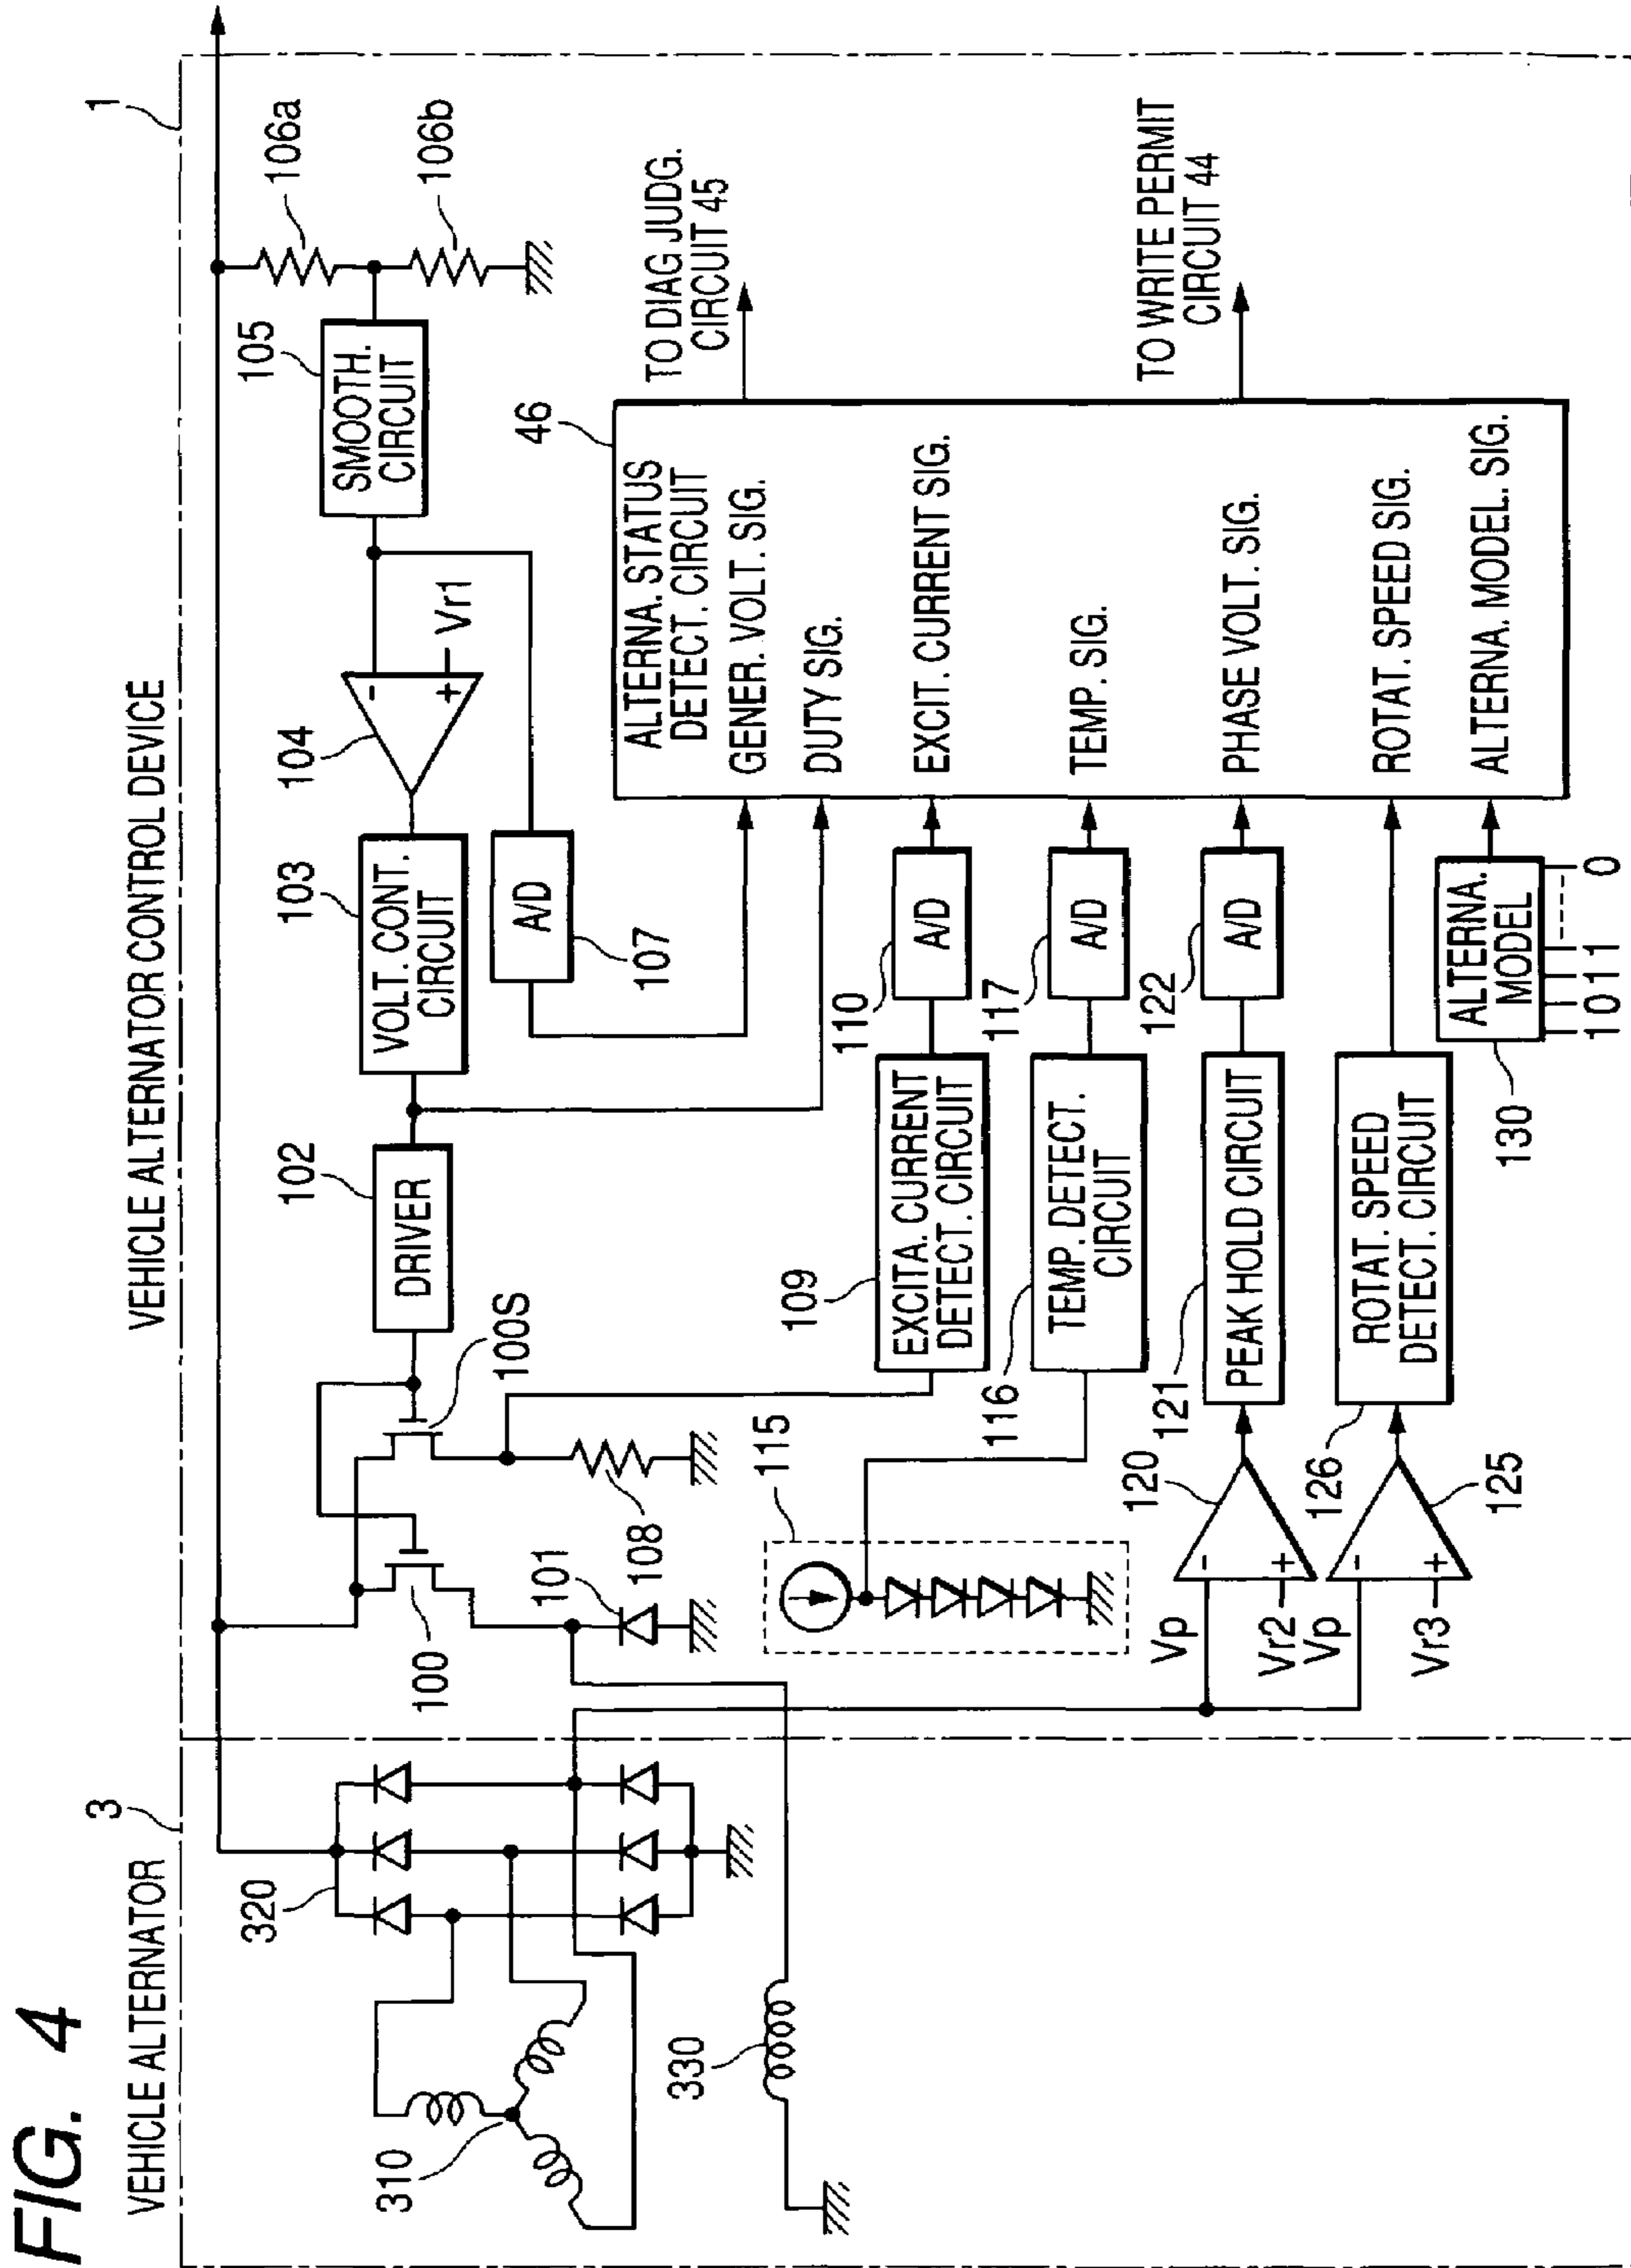 FIG. 4
VEHICLE ALTERNATOR
3
VEHICLE ALTERNATOR CONTROL DEVICE
1
320
310
330
100
100S
101
108
102
DRIVER
103
VOLT. CONT.
CIRCUIT
104
-
+
Vr1
105
SMOOTH.
CIRCUIT
106a
106b
A/D
107
46
ALTERNA. STATUS
DETECT. CIRCUIT
GENER. VOLT. SIG.
DUTY SIG.
EXCIT. CURRENT SIG.
TEMP. SIG.
PHASE VOLT. SIG.
ROTAT. SPEED SIG.
ALTERNA. MODEL. SIG.
TO DIAG. JUDG.
CIRCUIT 45
TO WRITE PERMIT
CIRCUIT 44
109
EXCITA. CURRENT
DETECT. CIRCUIT
110
A/D
115
116
TEMP. DETECT.
CIRCUIT
117
A/D
Vp
-
+
Vr2
120
121
PEAK HOLD CIRCUIT
122
A/D
Vp
-
+
Vr3
125
126
ROTAT. SPEED
DETECT. CIRCUIT
ALTERNA.
MODEL
130
1011 0